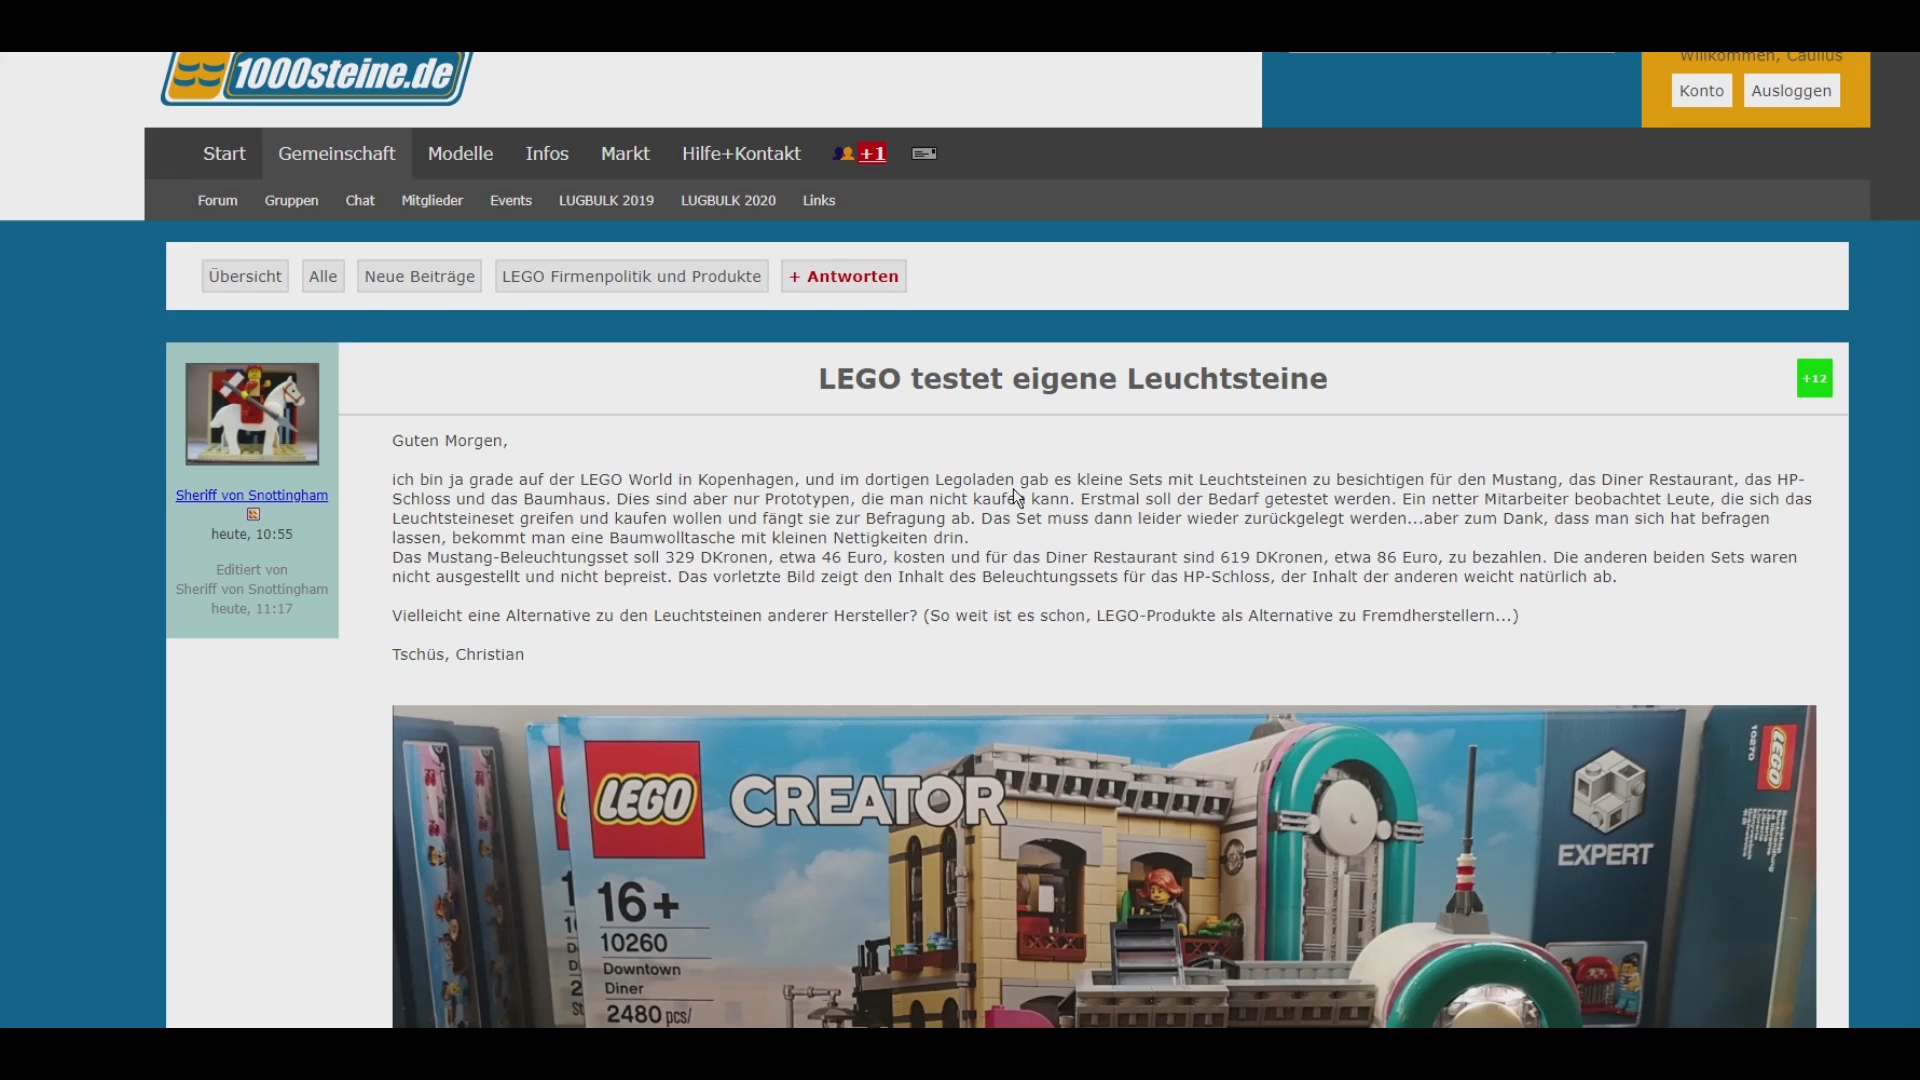 1000steine.de
Willkommen, Caulius
Konto Ausloggen
Start Gemeinschaft Modelle Infos Markt Hilfe+Kontakt +1
Forum Gruppen Chat Mitglieder Events LUGBULK 2019 LUGBULK 2020 Links
Übersicht Alle Neue Beiträge LEGO Firmenpolitik und Produkte + Antworten
LEGO testet eigene Leuchtsteine
+12
Sheriff von Snottingham
heute, 10:55
Editiert von
Sheriff von Snottingham
heute, 11:17
Guten Morgen,
ich bin ja grade auf der LEGO World in Kopenhagen, und im dortigen Legoladen gab es kleine Sets mit Leuchtsteinen zu besichtigen für den Mustang, das Diner Restaurant, das HP-
Schloss und das Baumhaus. Dies sind aber nur Prototypen, die man nicht kaufen kann. Erstmal soll der Bedarf getestet werden. Ein netter Mitarbeiter beobachtet Leute, die sich das
Leuchtsteineset greifen und kaufen wollen und fängt sie zur Befragung ab. Das Set muss dann leider wieder zurückgelegt werden...aber zum Dank, dass man sich hat befragen
lassen, bekommt man eine Baumwolltasche mit kleinen Nettigkeiten drin.
Das Mustang-Beleuchtungsset soll 329 DKronen, etwa 46 Euro, kosten und für das Diner Restaurant sind 619 DKronen, etwa 86 Euro, zu bezahlen. Die anderen beiden Sets waren
nicht ausgestellt und nicht bepreist. Das vorletzte Bild zeigt den Inhalt des Beleuchtungssets für das HP-Schloss, der Inhalt der anderen weicht natürlich ab.
Vielleicht eine Alternative zu den Leuchtsteinen anderer Hersteller? (So weit ist es schon, LEGO-Produkte als Alternative zu Fremdherstellern...)
Tschüs, Christian
LEGO CREATOR
16+
10260
Downtown
Diner
2480 pcs/
EXPERT
LEGO
10270